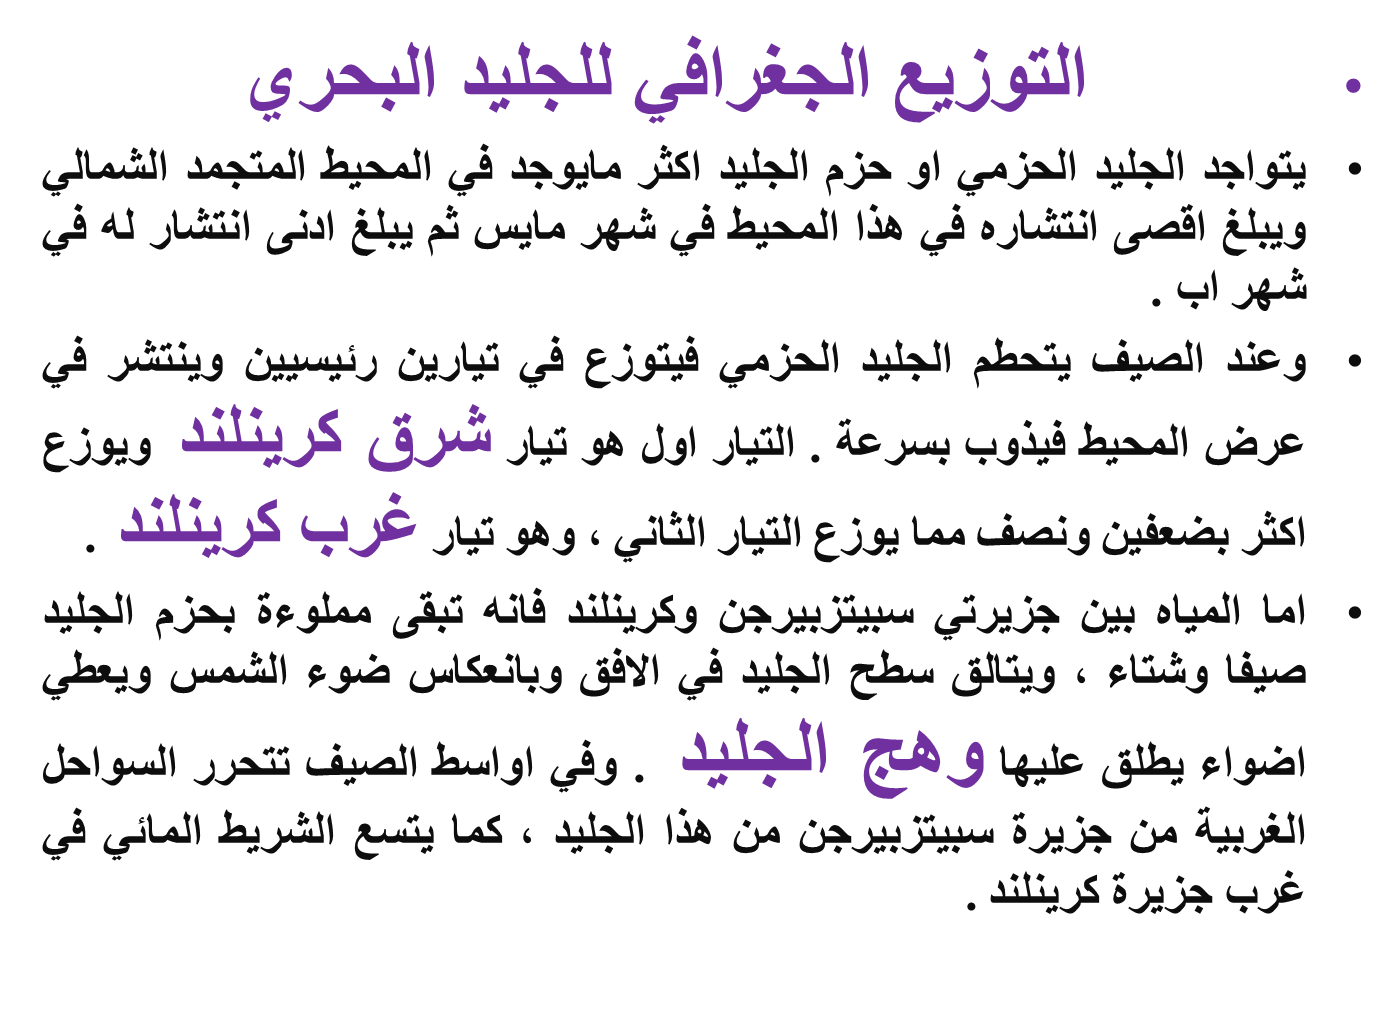 • التوزيع الجغرافي للجليد البحري
• يتواجد الجليد الحزمي او حزم الجليد اكثر مايوجد في المحيط المتجمد الشمالي
ويبلغ اقصى انتشاره في هذا المحيط في شهر مايس ثم يبلغ ادنى انتشار له في
شهر اب .
• وعند الصيف يتحطم الجليد الحزمي فيتوزع في تيارين رئيسيين وينتشر في
عرض المحيط فيذوب بسرعة . التيار اول هو تيار شرق كرينلند ويوزع
اكثر بضعفين ونصف مما يوزع التيار الثاني ، وهو تيار غرب كرينلند .
• اما المياه بين جزيرتي سبيتزبيرجن وكرينلند فانه تبقى مملوءة بحزم الجليد
صيفا وشتاء ، ويتالق سطح الجليد في الافق وبانعكاس ضوء الشمس ويعطي
اضواء يطلق عليها وهج الجليد . وفي اواسط الصيف تتحرر السواحل
الغربية من جزيرة سبيتزبيرجن من هذا الجليد ، كما يتسع الشريط المائي في
غرب جزيرة كرينلند .